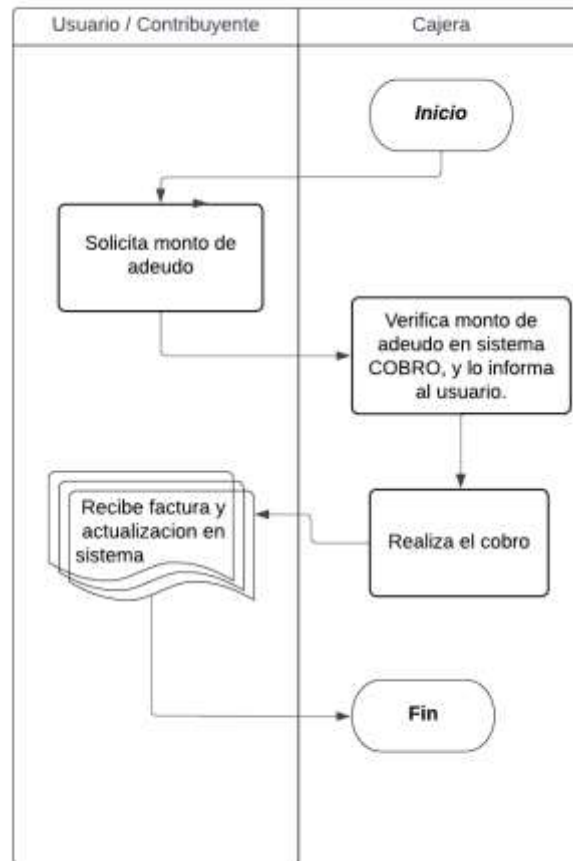 Usuario / Contribuyente
Cajera
Inicio
Solicita monto de
adeudo
Verifica monto de
adeudo en sistema
COBRO, y lo informa
al usuario.
Recibe factura y
actualizacion en
sistema
Realiza el cobro
Fin